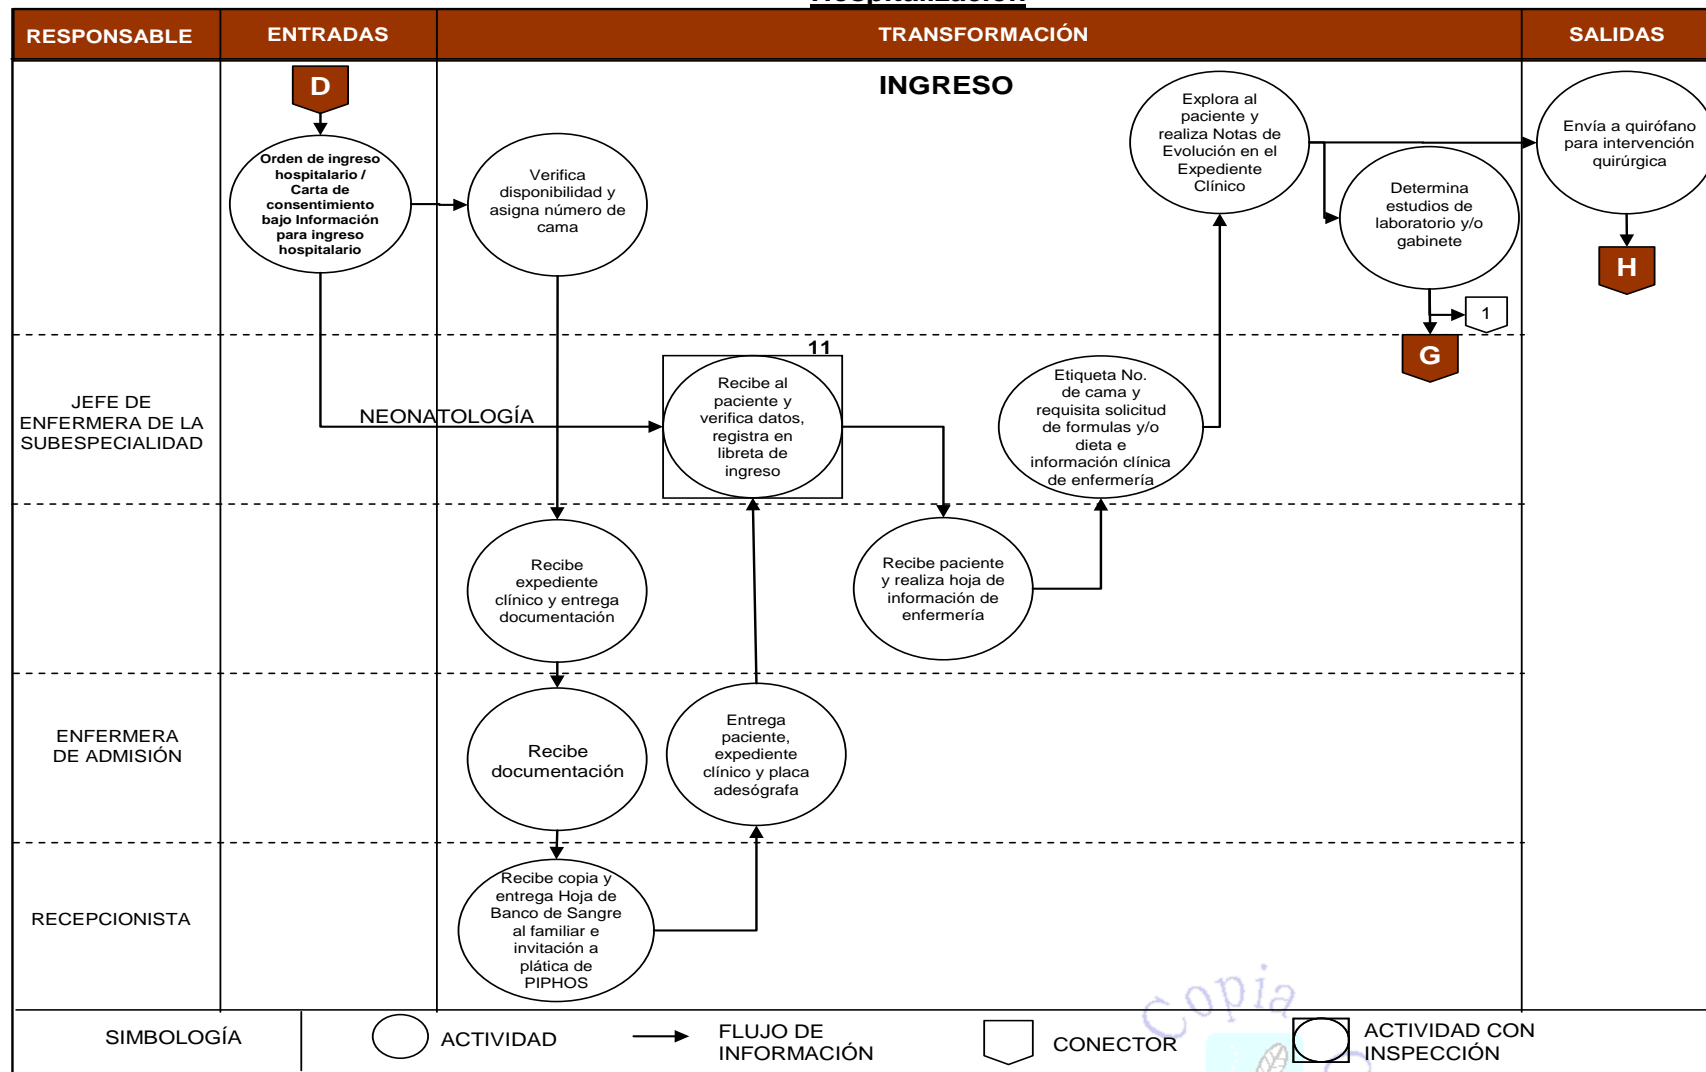 Hospitalización
RESPONSABLE
ENTRADAS
TRANSFORMACIÓN
SALIDAS
D
INGRESO
Orden de ingreso
hospitalario /
Carta de
consentimiento
bajo Información
para ingreso
hospitalario
Verifica
disponibilidad y
asigna número de
cama
Explora al
paciente y
realiza Notas de
Evolución en el
Expediente
Clínico
Determina
estudios de
laboratorio y/o
gabinete
Envía a quirófano
para intervención
quirúrgica
H
1
G
JEFE DE
ENFERMERA DE LA
SUBESPECIALIDAD
NEONATOLOGÍA
11
Recibe al
paciente y
verifica datos,
registra en
libreta de
ingreso
Etiqueta No.
de cama y
requisita solicitud
de formulas y/o
dieta e
información clínica
de enfermería
Recibe
expediente
clínico y entrega
documentación
Recibe paciente
y realiza hoja de
información de
enfermería
ENFERMERA
DE ADMISIÓN
Recibe
documentación
Entrega
paciente,
expediente
clínico y placa
adesógrafa
RECEPCIONISTA
Recibe copia y
entrega Hoja de
Banco de Sangre
al familiar e
invitación a
plática de
PIPHOS
Copia
SIMBOLOGÍA
ACTIVIDAD
FLUJO DE
INFORMACIÓN
CONECTOR
ACTIVIDAD CON
INSPECCIÓN